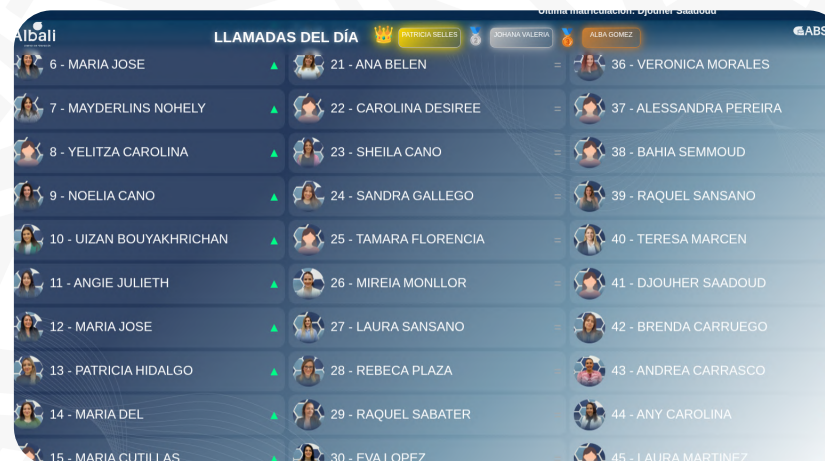 Última matriculación: Djouher Saadoud
Albali
LLAMADAS DEL DÍA
PATRICIA SELLES
JOHANA VALERIA
ALBA GOMEZ
ABS
6 - MARIA JOSE
7 - MAYDERLINS NOHELY
8 - YELITZA CAROLINA
9 - NOELIA CANO
10 - UIZAN BOUYAKHRICHAN
11 - ANGIE JULIETH
12 - MARIA JOSE
13 - PATRICIA HIDALGO
14 - MARIA DEL
15 - MARIA CUTILLAS
21 - ANA BELEN
=
22 - CAROLINA DESIREE
=
23 - SHEILA CANO
=
24 - SANDRA GALLEGO
=
25 - TAMARA FLORENCIA
=
26 - MIREIA MONLLOR
=
27 - LAURA SANSANO
=
28 - REBECA PLAZA
=
29 - RAQUEL SABATER
=
30 - EVA LOPEZ
36 - VERONICA MORALES
37 - ALESSANDRA PEREIRA
38 - BAHIA SEMMOUD
39 - RAQUEL SANSANO
40 - TERESA MARCEN
41 - DJOUHER SAADOUD
42 - BRENDA CARRUEGO
43 - ANDREA CARRASCO
44 - ANY CAROLINA
45 - LAURA MARTINEZ